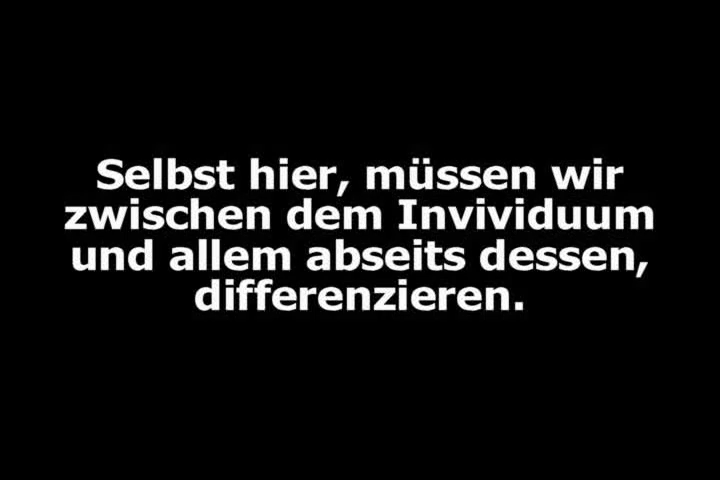 Selbst hier, müssen wir
zwischen dem Invividuum
und allem abseits dessen,
differenzieren.